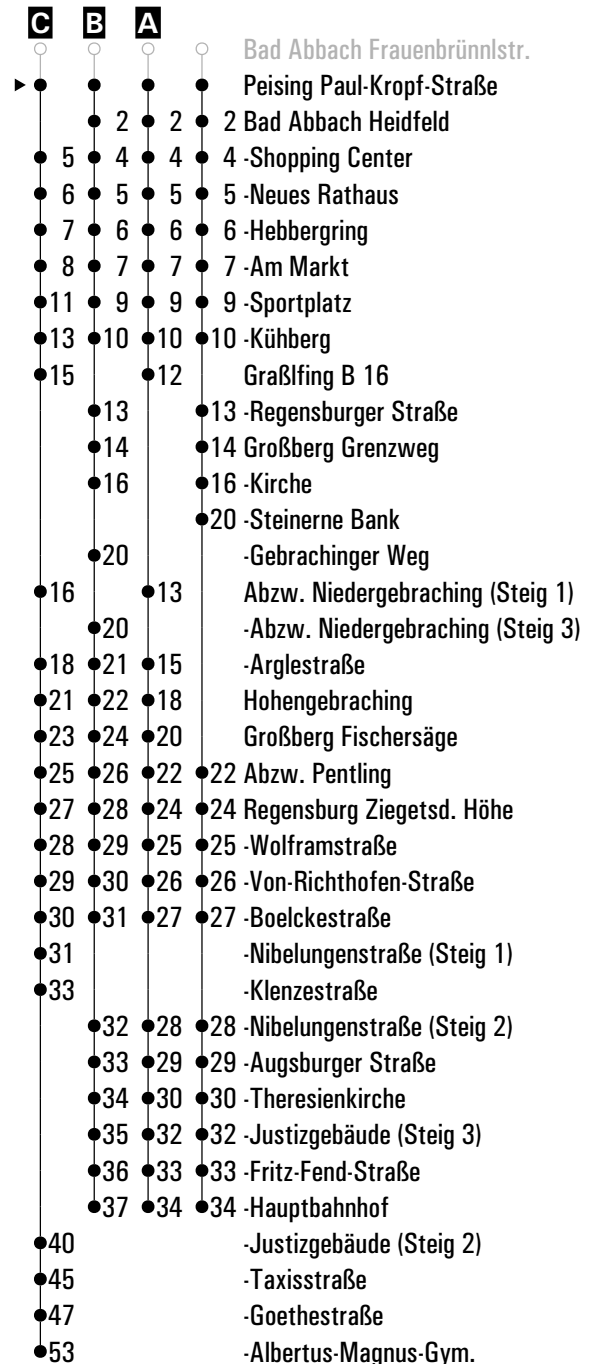 C B A
Bad Abbach Frauenbrünnlstr.
Peising Paul-Kropf-Straße
2 2 2 Bad Abbach Heidfeld
5 4 4 4 -Shopping Center
6 5 5 5 -Neues Rathaus
7 6 6 6 -Hebbergring
8 7 7 7 -Am Markt
11 9 9 9 -Sportplatz
13 10 10 10 -Kühberg
15 12 Graßlfing B 16
13 13 -Regensburger Straße
14 14 Großberg Grenzweg
16 16 -Kirche
20 -Steinerne Bank
20 -Gebrachinger Weg
16 13 Abzw. Niedergebraching (Steig 1)
20 -Abzw. Niedergebraching (Steig 3)
18 21 15 -Arglestraße
21 22 18 Hohengebraching
23 24 20 Großberg Fischersäge
25 26 22 22 Abzw. Pentling
27 28 24 24 Regensburg Ziegetsd. Höhe
28 29 25 25 -Wolframstraße
29 30 26 26 -Von-Richthofen-Straße
30 31 27 27 -Boelckestraße
31 -Nibelungenstraße (Steig 1)
33 -Klenzestraße
32 28 28 -Nibelungenstraße (Steig 2)
33 29 29 -Augsburger Straße
34 30 30 -Theresienkirche
35 32 32 -Justizgebäude (Steig 3)
36 33 33 -Fritz-Fend-Straße
37 34 34 -Hauptbahnhof
40 -Justizgebäude (Steig 2)
45 -Taxisstraße
47 -Goethestraße
53 -Albertus-Magnus-Gym.